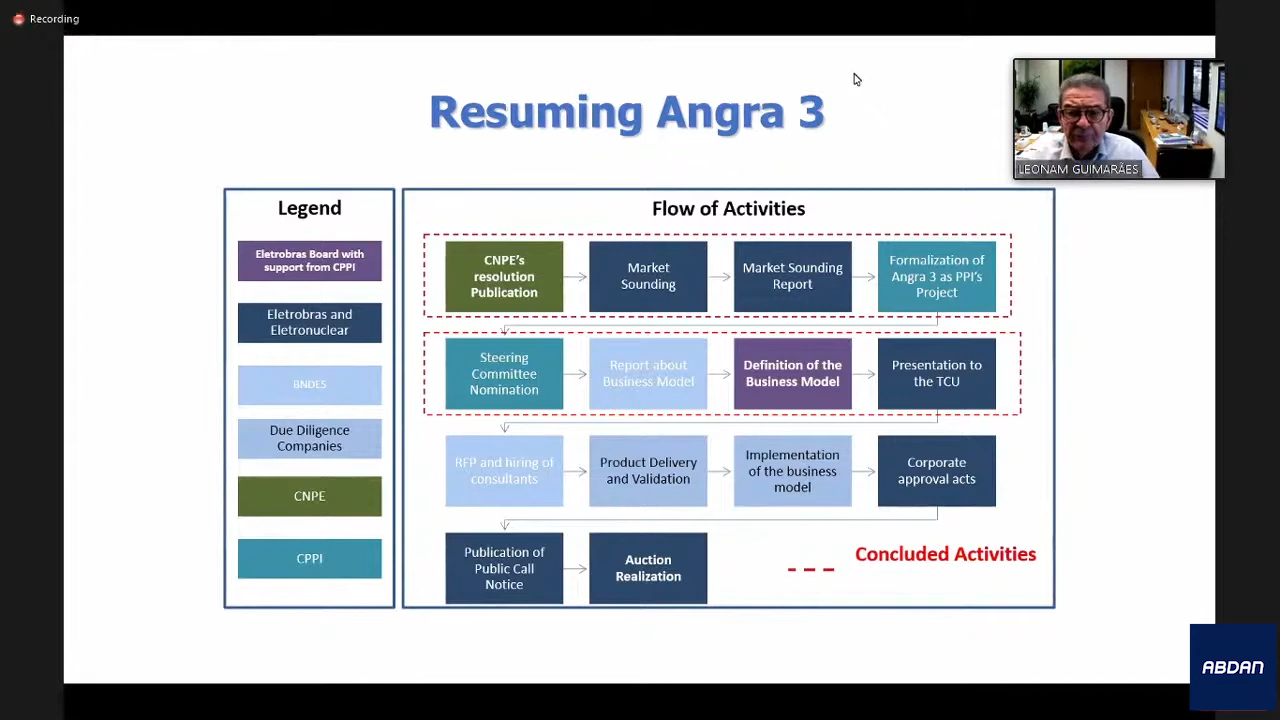 Recording
Resuming Angra 3
LEONAM GUIMARÃES
Legend
Eletrobras Board with
support from CPPI
Eletrobras and
Eletronuclear
BNDES
Due Diligence
Companies
CNPE
CPPI
Flow of Activities
CNPE's
resolution
Publication
Market
Sounding
Market Sounding
Report
Formalization of
Angra 3 as PPI's
Project
Steering
Committee
Nomination
Report about
Business Model
Definition of the
Business Model
Presentation to
the TCU
RFP and hiring of
consultants
Product Delivery
and Validation
Implementation
of the business
model
Corporate
approval acts
Publication of
Public Call
Notice
Auction
Realization
Concluded Activities
ABDAN